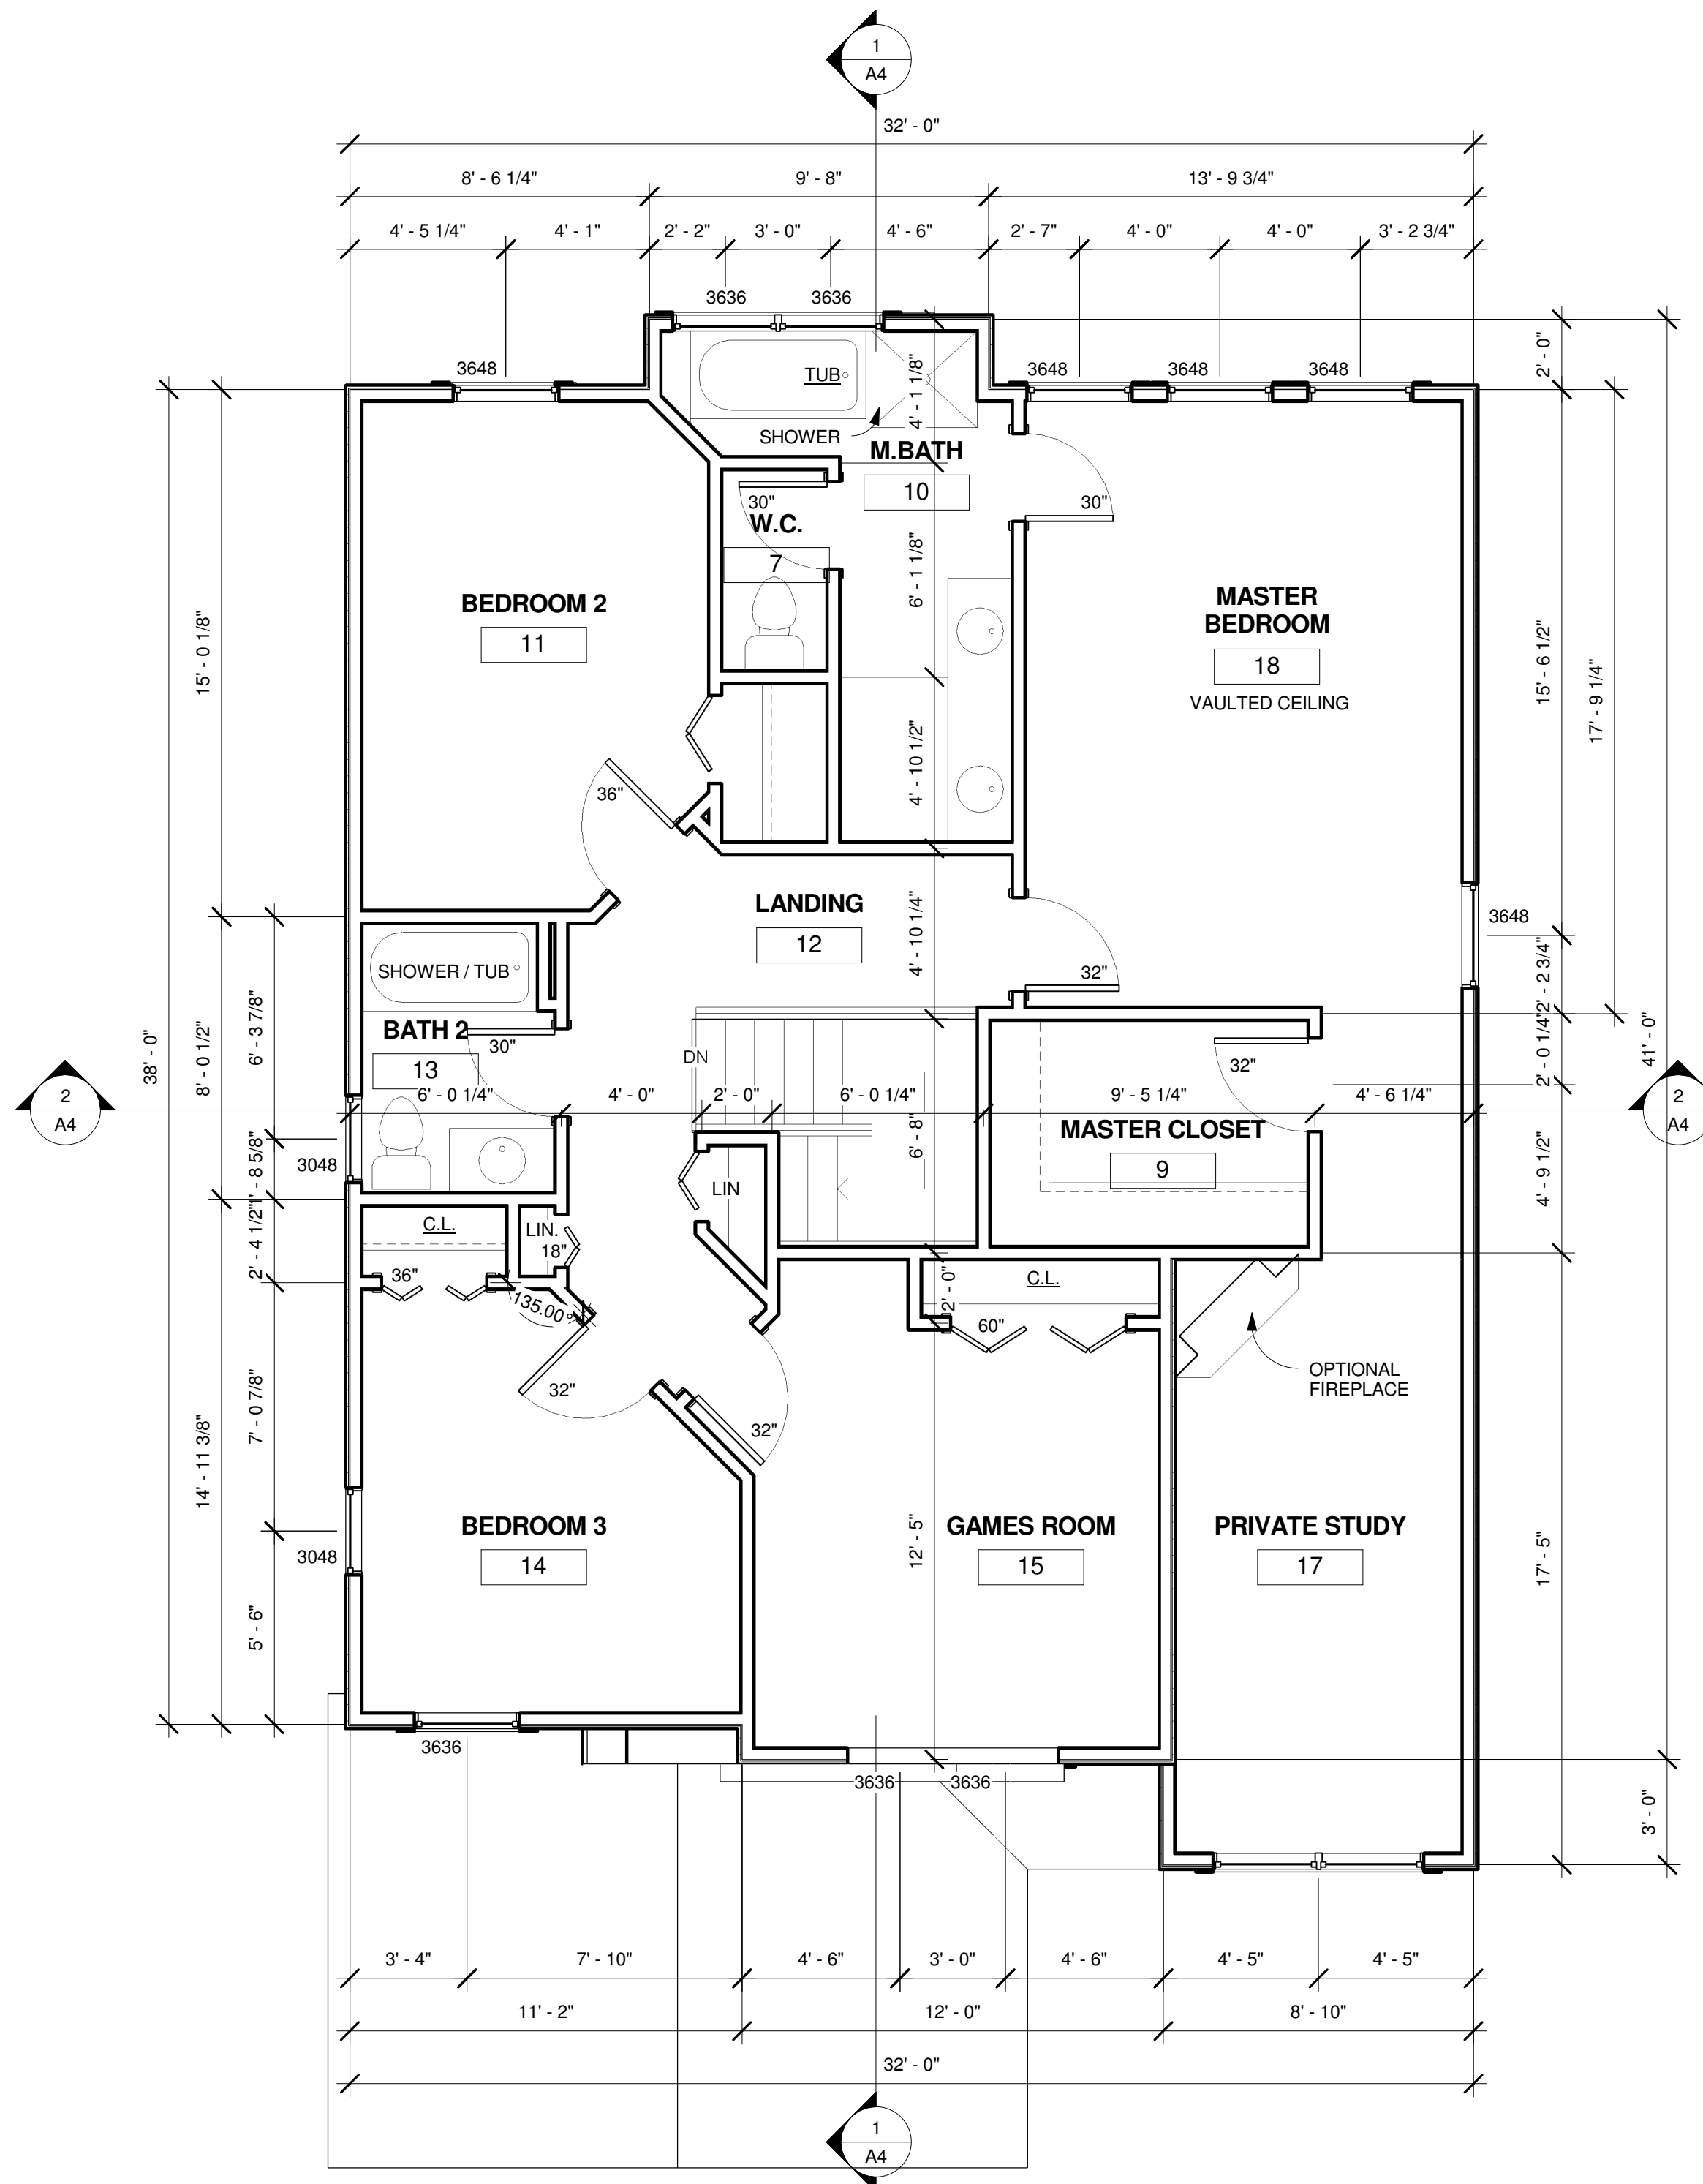 1
A4
32' - 0"
8' - 6 1/4"
9' - 8"
13' - 9 3/4"
4' - 5 1/4"
4' - 1"
2' - 2"
3' - 0"
4' - 6"
2' - 7"
4' - 0"
4' - 0"
3' - 2 3/4"
3636
3636
3648
3648
3648
3648
2' - 0"
TUB
4' - 1 1/8"
SHOWER
M.BATH
10
30"
W.C.
7
30"
6' - 1 1/8"
BEDROOM 2
11
MASTER
BEDROOM
18
VAULTED CEILING
15' - 0 1/8"
15' - 6 1/2"
17' - 9 1/4"
4' - 10 1/2"
36"
LANDING
12
4' - 10 1/4"
3648
32"
SHOWER / TUB
BATH 2
13
30"
DN
6' - 3 7/8"
8' - 0 1/2"
38' - 0"
2' - 2 3/4"
2' - 0 1/4"
41' - 0"
32"
2
A4
6' - 0 1/4"
4' - 0"
2' - 0"
6' - 0 1/4"
9' - 5 1/4"
4' - 6 1/4"
2
A4
6' - 8"
MASTER CLOSET
9
4' - 9 1/2"
3048
1' - 8 5/8"
LIN
C.L.
LIN.
18"
2' - 4 1/2"
36"
135.00°
2' - 0"
C.L.
60"
32"
32"
OPTIONAL
FIREPLACE
7' - 0 7/8"
14' - 11 3/8"
BEDROOM 3
14
GAMES ROOM
15
PRIVATE STUDY
17
12' - 5"
17' - 5"
3048
5' - 6"
3636
3636
3636
3' - 0"
3' - 4"
7' - 10"
4' - 6"
3' - 0"
4' - 6"
4' - 5"
4' - 5"
11' - 2"
12' - 0"
8' - 10"
32' - 0"
1
A4